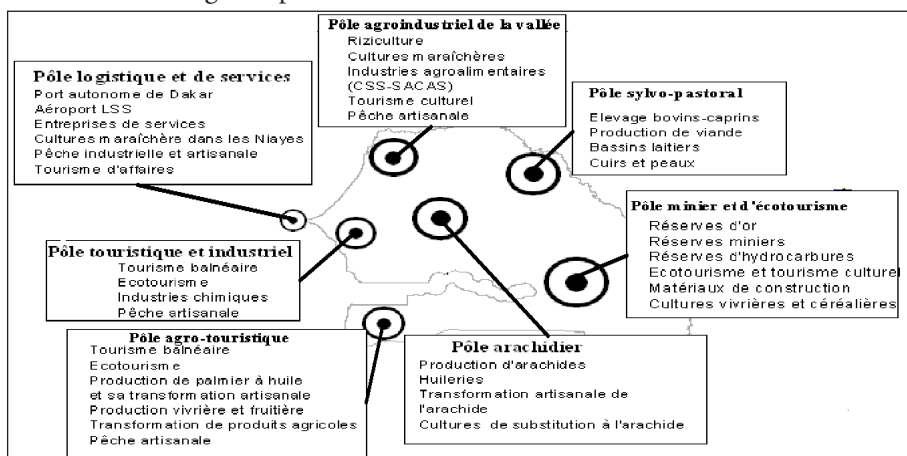 Pôle agroindustriel de la vallée
Riziculture
Cultures maraîchères
Industries agroalimentaires
(CSS-SACAS)
Tourisme culturel
Pêche artisanale
Pôle logistique et de services
Port autonome de Dakar
Aéroport LSS
Entreprises de services
Cultures maraîchère dans les Niayes
Pêche industrielle et artisanale
Tourisme d'affaires
Pôle sylvo-pastoral
Elevage bovins-caprins
Production de viande
Bassins laitiers
Cuirs et peaux
Pôle minier et d'écotourisme
Réserves d'or
Réserves miniers
Réserves d'hydrocarbures
Ecotourisme et tourisme culturel
Matériaux de construction
Cultures vivrières et céréalières
Pôle touristique et industriel
Tourisme balnéaire
Ecotourisme
Industries chimiques
Pêche artisanale
Pôle agro-touristique
Tourisme balnéaire
Ecotourisme
Production de palmier à huile
et sa transformation artisanale
Production vivrière et fruitière
Transformation de produits agricoles
Pêche artisanale
Pôle arachidier
Production d'arachides
Huileries
Transformation artisanale de
l'arachide
Cultures de substitution à l'arachide